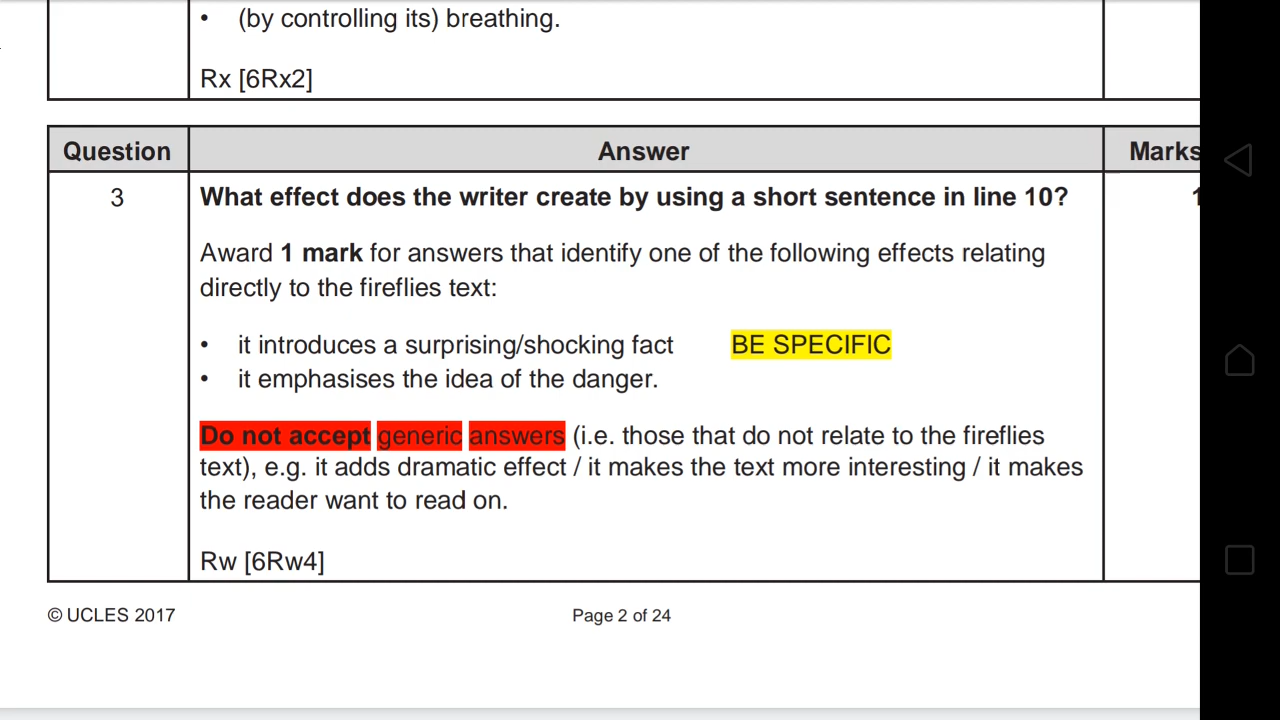 • (by controlling its) breathing.
Rx [6Rx2]
Question Answer Marks
3 What effect does the writer create by using a short sentence in line 10? 1
Award 1 mark for answers that identify one of the following effects relating
directly to the fireflies text:
• it introduces a surprising/shocking fact BE SPECIFIC
• it emphasises the idea of the danger.
Do not accept generic answers (i.e. those that do not relate to the fireflies
text), e.g. it adds dramatic effect / it makes the text more interesting / it makes
the reader want to read on.
Rw [6Rw4]
© UCLES 2017 Page 2 of 24